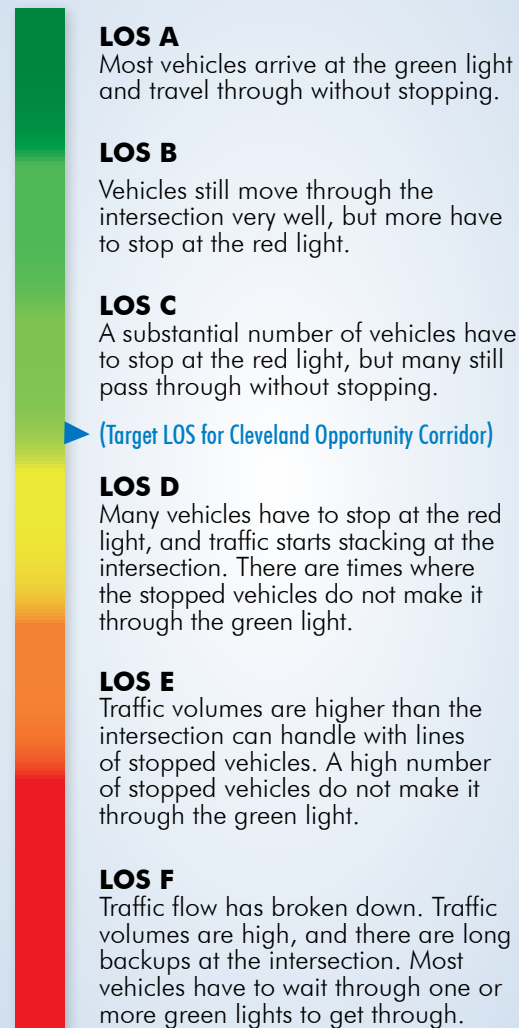 LOS A
Most vehicles arrive at the green light
and travel through without stopping.
LOS B
Vehicles still move through the
intersection very well, but more have
to stop at the red light.
LOS C
A substantial number of vehicles have
to stop at the red light, but many still
pass through without stopping.
(Target LOS for Cleveland Opportunity Corridor)
LOS D
Many vehicles have to stop at the red
light, and traffic starts stacking at the
intersection. There are times where
the stopped vehicles do not make it
through the green light.
LOS E
Traffic volumes are higher than the
intersection can handle with lines
of stopped vehicles. A high number
of stopped vehicles do not make it
through the green light.
LOS F
Traffic flow has broken down. Traffic
volumes are high, and there are long
backups at the intersection. Most
vehicles have to wait through one or
more green lights to get through.